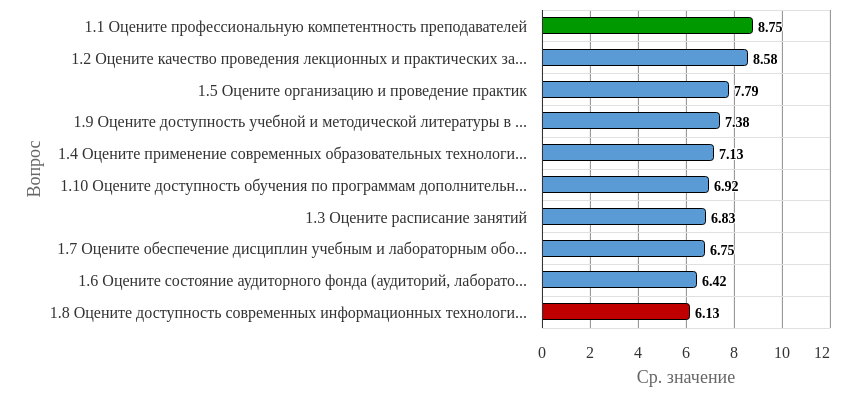 1.1 Оцените профессиональную компетентность преподавателей 8.75
1.2 Оцените качество проведения лекционных и практических за... 8.58
1.5 Оцените организацию и проведение практик 7.79
1.9 Оцените доступность учебной и методической литературы в ... 7.38
1.4 Оцените применение современных образовательных технологи... 7.13
1.10 Оцените доступность обучения по программам дополнительн... 6.92
1.3 Оцените расписание занятий 6.83
1.7 Оцените обеспечение дисциплин учебным и лабораторным обо... 6.75
1.6 Оцените состояние аудиторного фонда (аудиторий, лаборато... 6.42
1.8 Оцените доступность современных информационных технологи... 6.13
Вопрос
0 2 4 6 8 10 12
Ср. значение